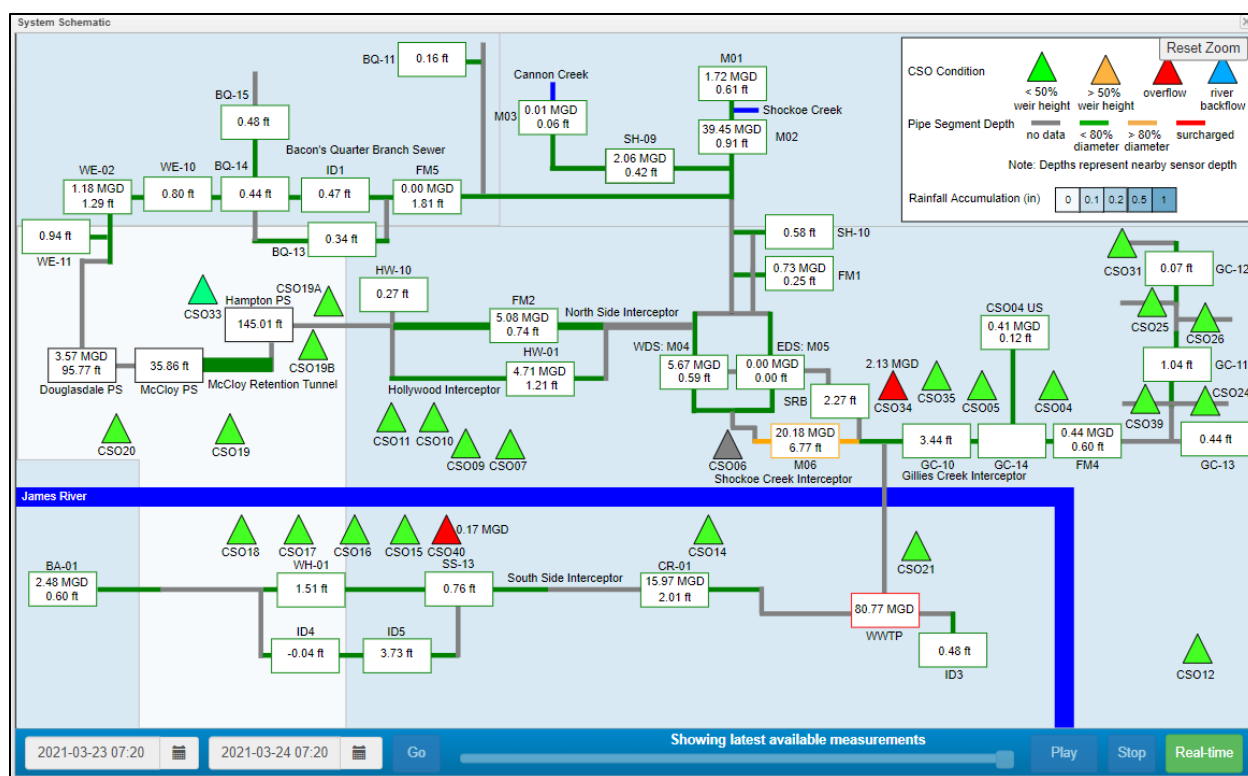 System Schematic
Reset Zoom
CSO Condition
< 50%
weir height
> 50%
weir height
overflow
river
backflow
Pipe Segment Depth
no data
< 80%
diameter
> 80%
diameter
surcharged
Note: Depths represent nearby sensor depth
Rainfall Accumulation (in)
0
0.1
0.2
0.5
1
BQ-11
0.16 ft
Cannon Creek
M03
0.01 MGD
0.06 ft
M01
1.72 MGD
0.61 ft
Shockoe Creek
39.45 MGD
0.91 ft
M02
SH-09
2.06 MGD
0.42 ft
BQ-15
0.48 ft
Bacon's Quarter Branch Sewer
WE-02
1.18 MGD
1.29 ft
WE-10
0.80 ft
BQ-14
0.44 ft
ID1
0.47 ft
FM5
0.00 MGD
1.81 ft
0.94 ft
WE-11
BQ-13
0.34 ft
0.58 ft
SH-10
0.73 MGD
0.25 ft
FM1
CSO31
0.07 ft
GC-12
CSO25
CSO26
CSO33
CSO19A
Hampton PS
145.01 ft
CSO19B
HW-10
0.27 ft
FM2
5.08 MGD
0.74 ft
North Side Interceptor
HW-01
4.71 MGD
1.21 ft
Hollywood Interceptor
3.57 MGD
95.77 ft
Douglasdale PS
35.86 ft
McCloy PS
McCloy Retention Tunnel
WDS: M04
5.67 MGD
0.59 ft
EDS: M05
0.00 MGD
0.00 ft
SRB
2.27 ft
2.13 MGD
CSO34
CSO35
CSO05
CSO04 US
0.41 MGD
0.12 ft
CSO04
1.04 ft
GC-11
CSO24
CSO39
CSO20
CSO19
CSO11
CSO10
CSO09
CSO07
CSO06
20.18 MGD
6.77 ft
M06
Shockoe Creek Interceptor
3.44 ft
GC-10
GC-14
Gillies Creek Interceptor
0.44 MGD
0.60 ft
FM4
0.44 ft
GC-13
James River
CSO18
CSO17
CSO16
CSO15
0.17 MGD
CSO40
CSO14
CSO21
BA-01
2.48 MGD
0.60 ft
WH-01
1.51 ft
SS-13
0.76 ft
South Side Interceptor
CR-01
15.97 MGD
2.01 ft
80.77 MGD
WWTP
ID4
-0.04 ft
ID5
3.73 ft
0.48 ft
ID3
CSO12
2021-03-23 07:20
2021-03-24 07:20
Go
Showing latest available measurements
Play
Stop
Real-time